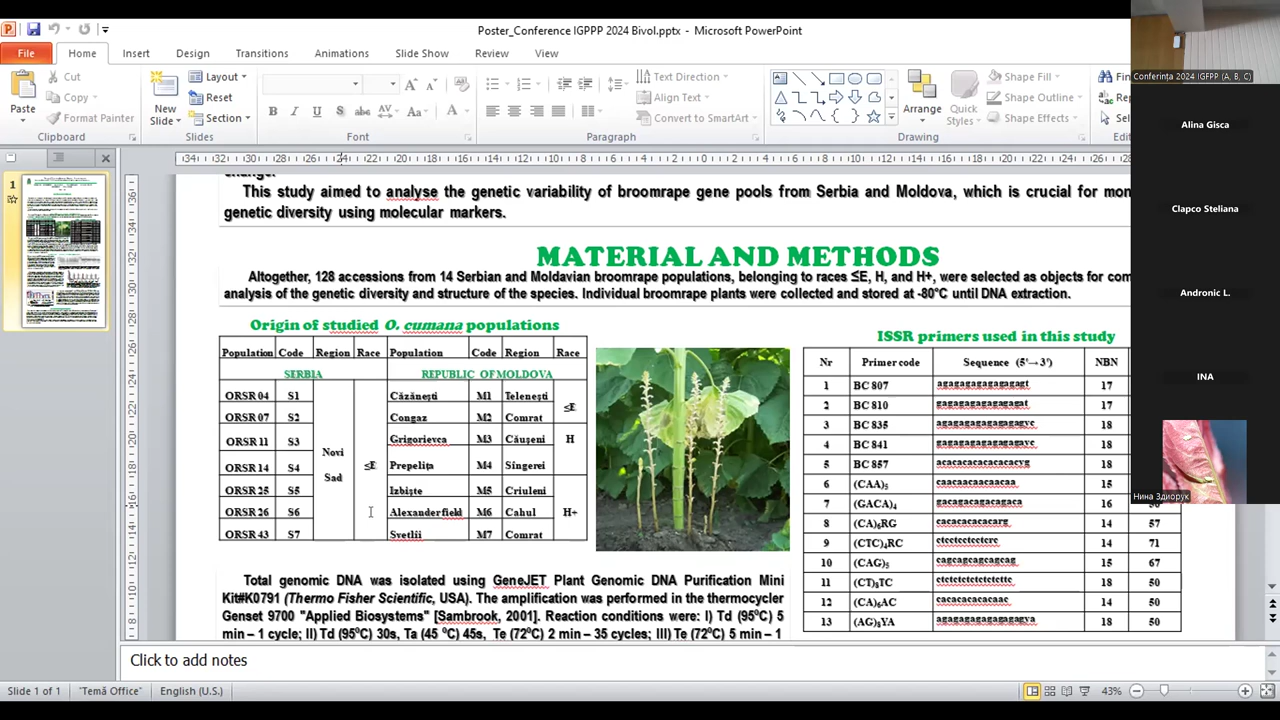 Poster_Conference IGPPP 2024 Bivol.pptx - Microsoft PowerPoint
File Home Insert Design Transitions Animations Slide Show Review View
Cut
Copy
Format Painter
Paste
Clipboard
New Slide
Layout
Reset
Section
Slides
Font
Text Direction
Align Text
Convert to SmartArt
Paragraph
Arrange
Quick Styles
Shape Fill
Shape Outline
Shape Effects
Drawing
This study aimed to analyse the genetic variability of broomrape gene pools from Serbia and Moldova, which is crucial for mon
genetic diversity using molecular markers.
MATERIAL AND METHODS
Altogether, 128 accessions from 14 Serbian and Moldavian broomrape populations, belonging to races ≤E, H, and H+, were selected as objects for com
analysis of the genetic diversity and structure of the species. Individual broomrape plants were collected and stored at -80°C until DNA extraction.
Origin of studied O. cumana populations
Population Code Region Race Population Code Region Race
SERBIA REPUBLIC OF MOLDOVA
ORSR 04 S1 Căzănești M1 Telenești
≤E
ORSR 07 S2 Congaz M2 Comrat
ORSR 11 S3 Grigorievca M3 Căușeni H
Novi Sad
ORSR 14 S4 ≤E Prepelița M4 Sîngerei
ORSR 25 S5 Izbiște M5 Criuleni
ORSR 26 S6 Alexanderfield M6 Cahul H+
ORSR 43 S7 Svetlii M7 Comrat
ISSR primers used in this study
Nr Primer code Sequence (5'→3') NBN
1 BC 807 agagagagagagagagt 17
2 BC 810 gagagagagagagagat 17
3 BC 835 agagagagagagagagyc 18
4 BC 841 gagagagagagagagayc 18
5 BC 857 acacacacacacacacyg 18
6 (CAA)5 caacaacaacaacaa 15
7 (GACA)4 gacagacagacagaca 16
8 (CA)6RG cacacacacacarg 14 57
9 (CTC)4RC ctcctcctcctcrc 14 71
10 (CAG)5 cagcagcagcagcag 15 67
11 (CT)8TC ctctctctctctctcttc 18 50
12 (CA)6AC cacacacacacaac 14 50
13 (AG)8YA agagagagagagagagya 18 50
Total genomic DNA was isolated using GeneJET Plant Genomic DNA Purification Mini
Kit#K0791 (Thermo Fisher Scientific, USA). The amplification was performed in the thermocycler
Genset 9700 "Applied Biosystems" [Sambrook, 2001]. Reaction conditions were: I) Td (95°C) 5
min – 1 cycle; II) Td (95°C) 30s, Ta (45 °C) 45s, Te (72°C) 2 min – 35 cycles; III) Te (72°C) 5 min – 1
Click to add notes
Slide 1 of 1 "Temă Office" English (U.S.) 43%
Conferința 2024 IGFPP (A, B, C)
Alina Gisca
Clapco Steliana
Andronic L.
INA
Нина Здиорук